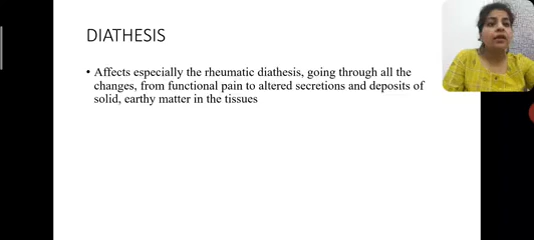 DIATHESIS
• Affects especially the rheumatic diathesis, going through all the
changes, from functional pain to altered secretions and deposits of
solid, earthy matter in the tissues